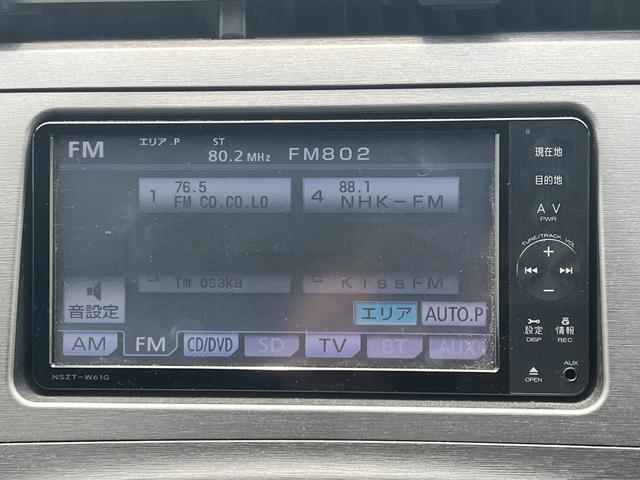 FM
エリア.P
ST
80.2 MHz
FM802
1
76.5
FM CO.CO.LO
4
88.1
NHK-FM
fm osaka
Kiss FM
音設定
エリア
AUTO.P
AM
FM
CD/DVD
SD
TV
BT
AUX
NSZT-W61G
現在地
目的地
AV
PWR
TUNE/TRACK
VOL
+
−
設定
DISP
情報
REC
OPEN
AUX